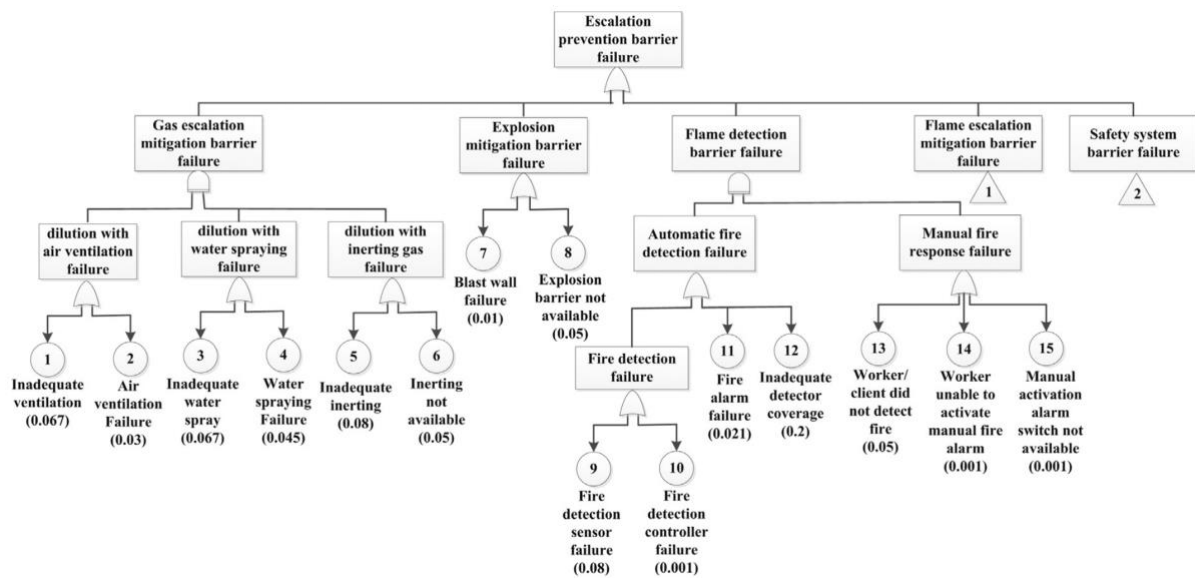 Escalation
prevention barrier
failure
Gas escalation
mitigation barrier
failure
Explosion
mitigation barrier
failure
Flame detection
barrier failure
Flame escalation
mitigation barrier
failure
1
Safety system
barrier failure
2
dilution with
air ventilation
failure
dilution with
water spraying
failure
dilution with
inerting gas
failure
7
Blast wall
failure
(0.01)
8
Explosion
barrier not
available
(0.05)
Automatic fire
detection failure
Manual fire
response failure
1
Inadequate
ventilation
(0.067)
2
Air
ventilation
Failure
(0.03)
3
Inadequate
water
spray
(0.067)
4
Water
spraying
Failure
(0.045)
5
Inadequate
inerting
(0.08)
6
Inerting
not
available
(0.05)
Fire detection
failure
11
Fire
alarm
failure
(0.021)
12
Inadequate
detector
coverage
(0.2)
13
Worker/
client did
not detect
fire
(0.05)
14
Worker
unable to
activate
manual fire
alarm
(0.001)
15
Manual
activation
alarm
switch not
available
(0.001)
9
Fire
detection
sensor
failure
(0.08)
10
Fire
detection
controller
failure
(0.001)